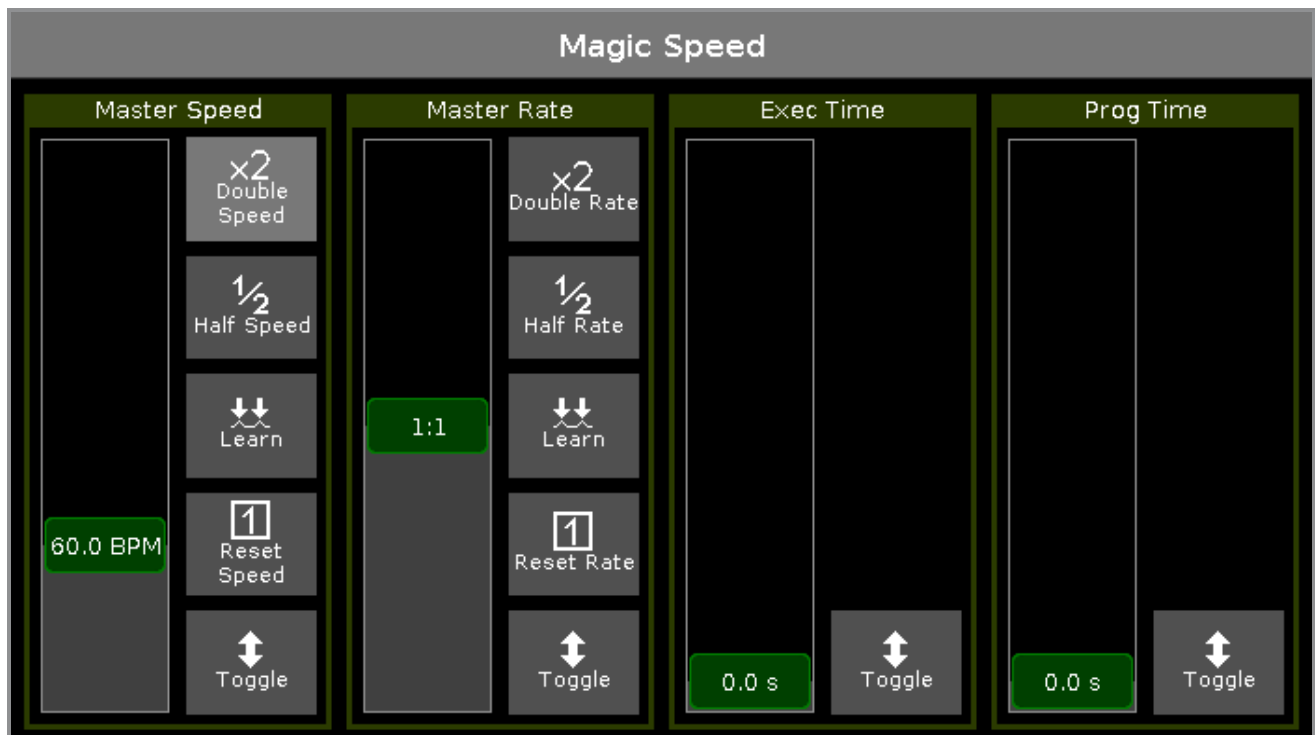 Magic Speed
Master Speed
x2
Double
Speed
½
Half Speed
Learn
1
Reset
Speed
Toggle
60.0 BPM
Master Rate
x2
Double Rate
½
Half Rate
Learn
1
Reset Rate
Toggle
1:1
Exec Time
0.0 s
Toggle
Prog Time
0.0 s
Toggle